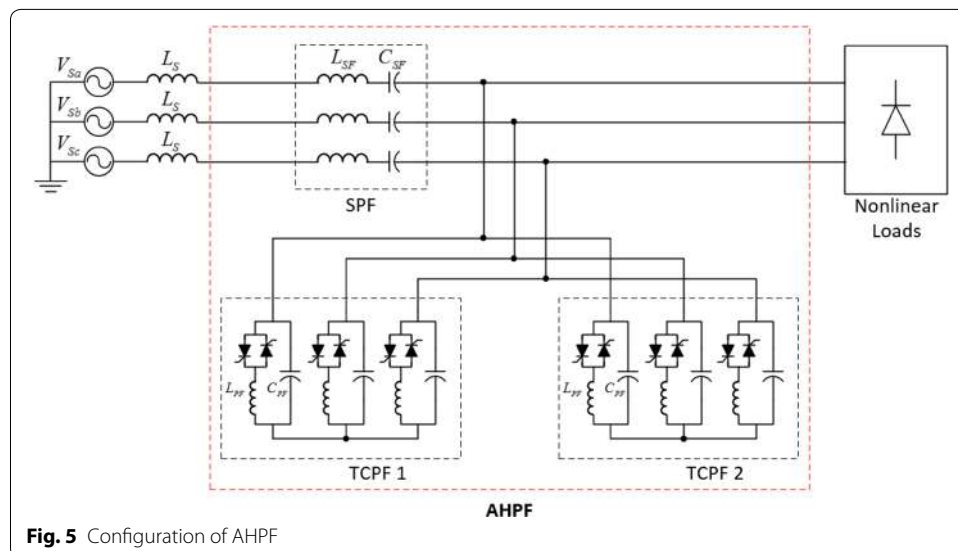 V_Sa
L_S
L_SF
C_SF
V_Sb
L_S
V_Sc
L_S
SPF
Nonlinear
Loads
L_PF
C_PF
L_PF
C_PF
TCPF 1
TCPF 2
AHPF
Fig. 5 Configuration of AHPF